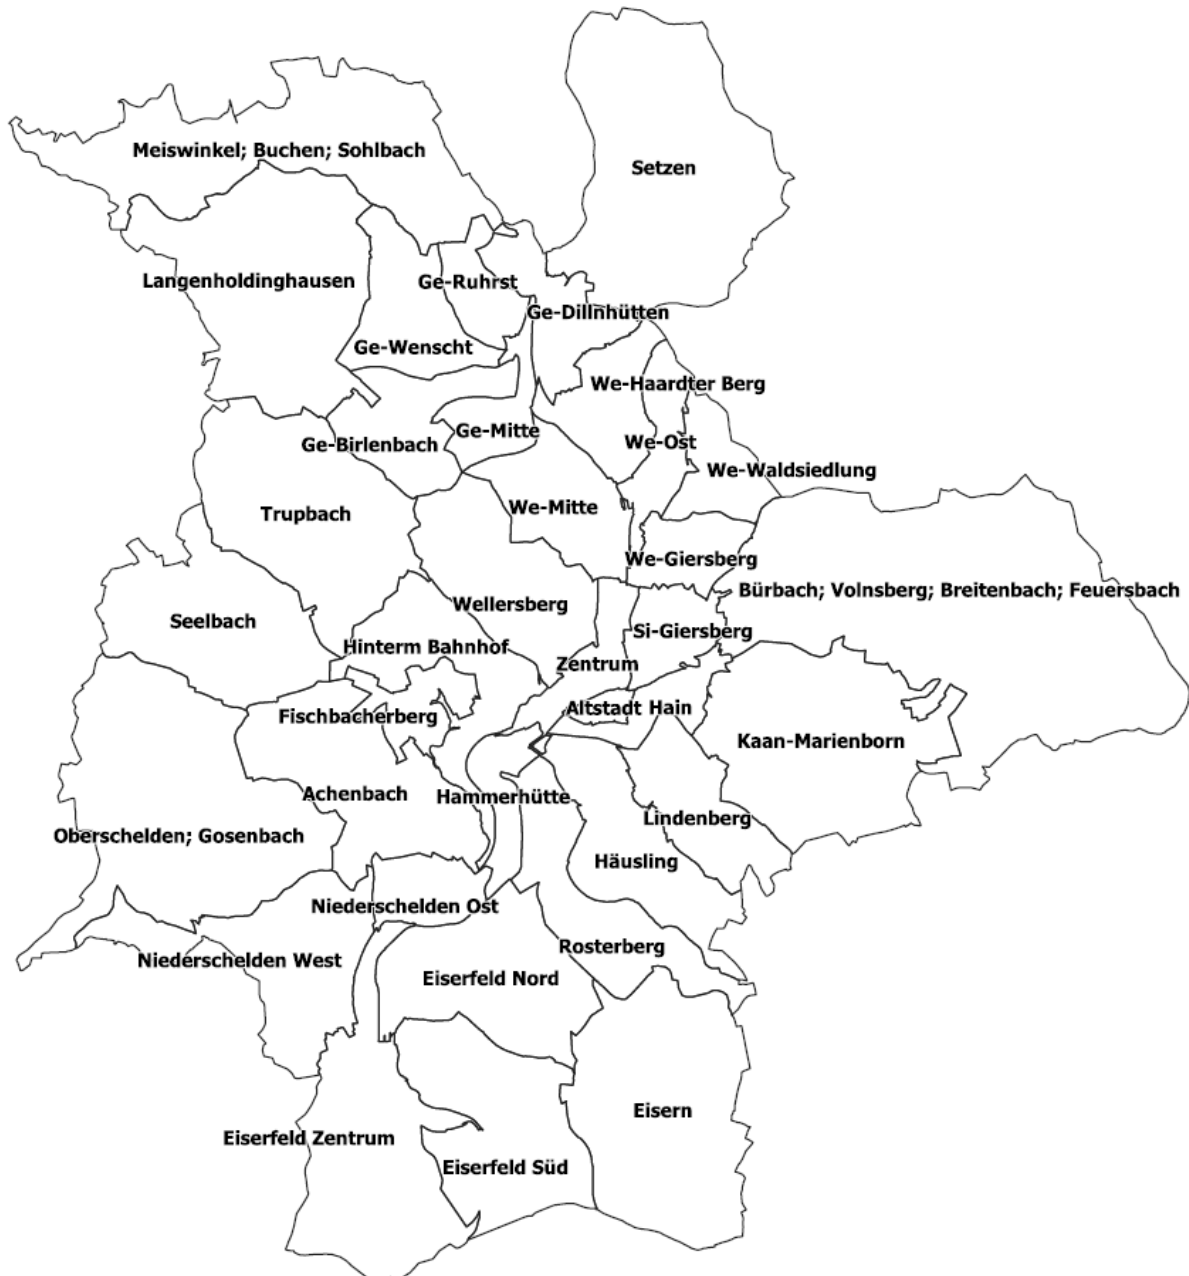 Meiswinkel; Buchen; Sohlbach
Setzen
Langenholdinghausen
Ge-Ruhrst
Ge-Dillnhütten
Ge-Wenscht
We-Haardter Berg
Ge-Mitte
Ge-Birlenbach
We-Ost
We-Waldsiedlung
Trupbach
We-Mitte
We-Giersberg
Bürbach; Volnsberg; Breitenbach; Feuersbach
Wellersberg
Seelbach
Si-Giersberg
Hinterm Bahnhof
Zentrum
Altstadt Hain
Fischbacherberg
Kaan-Marienborn
Achenbach
Hammerhütte
Lindenberg
Oberschelden; Gosenbach
Häusling
Niederschelden Ost
Rosterberg
Niederschelden West
Eiserfeld Nord
Eisern
Eiserfeld Zentrum
Eiserfeld Süd